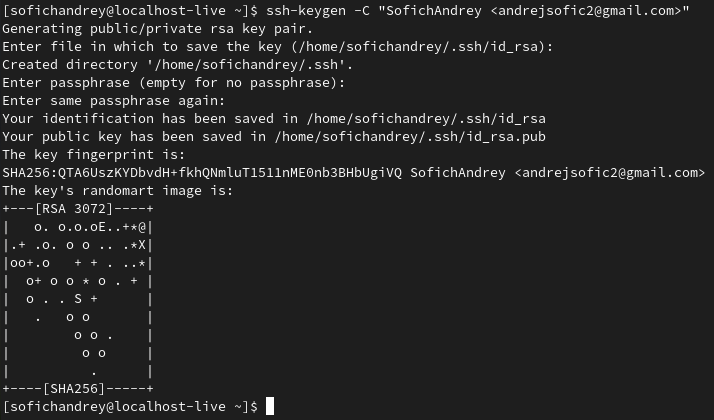 [sofichandrey@localhost-live ~]$ ssh-keygen -C "SofichAndrey <andrejsofic2@gmail.com>"
Generating public/private rsa key pair.
Enter file in which to save the key (/home/sofichandrey/.ssh/id_rsa):
Created directory '/home/sofichandrey/.ssh'.
Enter passphrase (empty for no passphrase):
Enter same passphrase again:
Your identification has been saved in /home/sofichandrey/.ssh/id_rsa
Your public key has been saved in /home/sofichandrey/.ssh/id_rsa.pub
The key fingerprint is:
SHA256:QTA6UszKYDbvdH+fkhQNmluT1511nME0nb3BHbUgiVQ SofichAndrey <andrejsofic2@gmail.com>
The key's randomart image is:
+---[RSA 3072]----+
|   o. o.o.oE..+*@|
|.+ .o. o o .. .*X|
|oo+.o   + + . ..*|
|  o+ o o * o . + |
|  o . . S +      |
|   .   o o       |
|        o o .    |
|         o o     |
|          .      |
+----[SHA256]-----+
[sofichandrey@localhost-live ~]$